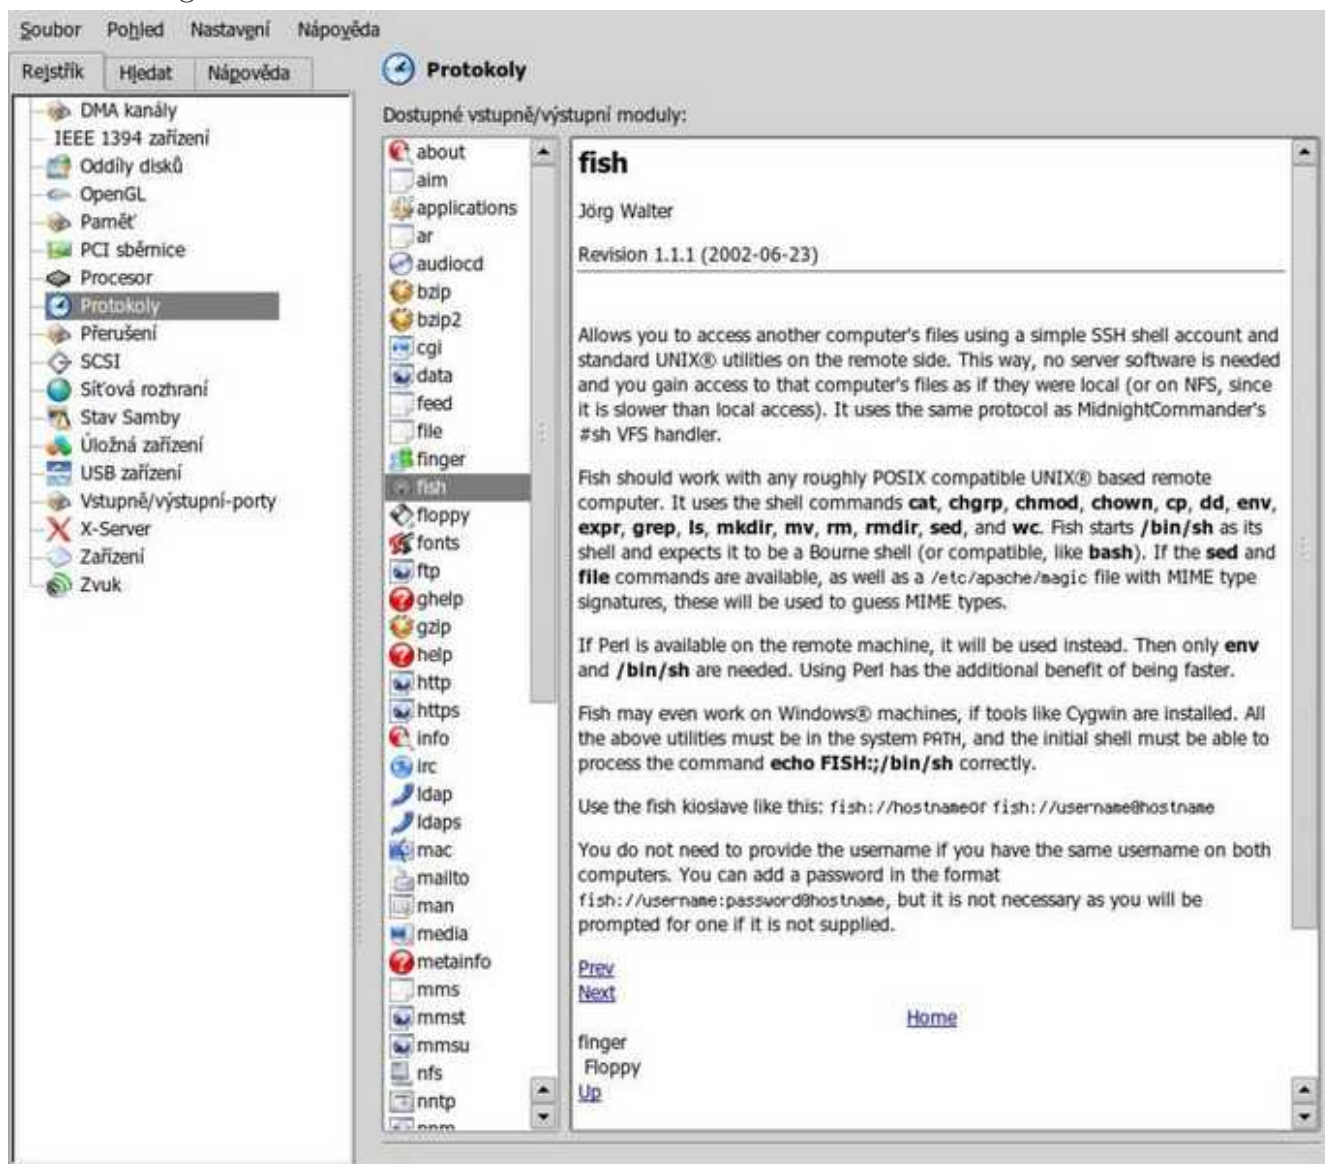 Soubor Pohled Nastavení Nápověda
Rejstřík Hledat Nápověda
DMA kanály
IEEE 1394 zařízení
Oddíly disků
OpenGL
Paměť
PCI sběrnice
Procesor
Protokoly
Přerušení
SCSI
Síťová rozhraní
Stav Samby
Úložná zařízení
USB zařízení
Vstupně/výstupní-porty
X-Server
Zařízení
Zvuk
Protokoly
Dostupné vstupně/výstupní moduly:
about
aim
applications
ar
audiocd
bzip
bzip2
cgi
data
feed
file
finger
fish
floppy
fonts
ftp
ghelp
gzip
help
http
https
info
irc
ldap
ldaps
mac
mailto
man
media
metainfo
mms
mmst
mmsu
nfs
nntp
fish
Jörg Walter
Revision 1.1.1 (2002-06-23)
Allows you to access another computer's files using a simple SSH shell account and
standard UNIX® utilities on the remote side. This way, no server software is needed
and you gain access to that computer's files as if they were local (or on NFS, since
it is slower than local access). It uses the same protocol as MidnightCommander's
#sh VFS handler.
Fish should work with any roughly POSIX compatible UNIX® based remote
computer. It uses the shell commands cat, chgrp, chmod, chown, cp, dd, env,
expr, grep, ls, mkdir, mv, rm, rmdir, sed, and wc. Fish starts /bin/sh as its
shell and expects it to be a Bourne shell (or compatible, like bash). If the sed and
file commands are available, as well as a /etc/apache/magic file with MIME type
signatures, these will be used to guess MIME types.
If Perl is available on the remote machine, it will be used instead. Then only env
and /bin/sh are needed. Using Perl has the additional benefit of being faster.
Fish may even work on Windows® machines, if tools like Cygwin are installed. All
the above utilities must be in the system PATH, and the initial shell must be able to
process the command echo FISH:;/bin/sh correctly.
Use the fish kioslave like this: fish://hostnameor fish://username@hostname
You do not need to provide the username if you have the same username on both
computers. You can add a password in the format
fish://username:password@hostname, but it is not necessary as you will be
prompted for one if it is not supplied.
Prev
Next
Home
finger
Floppy
Up